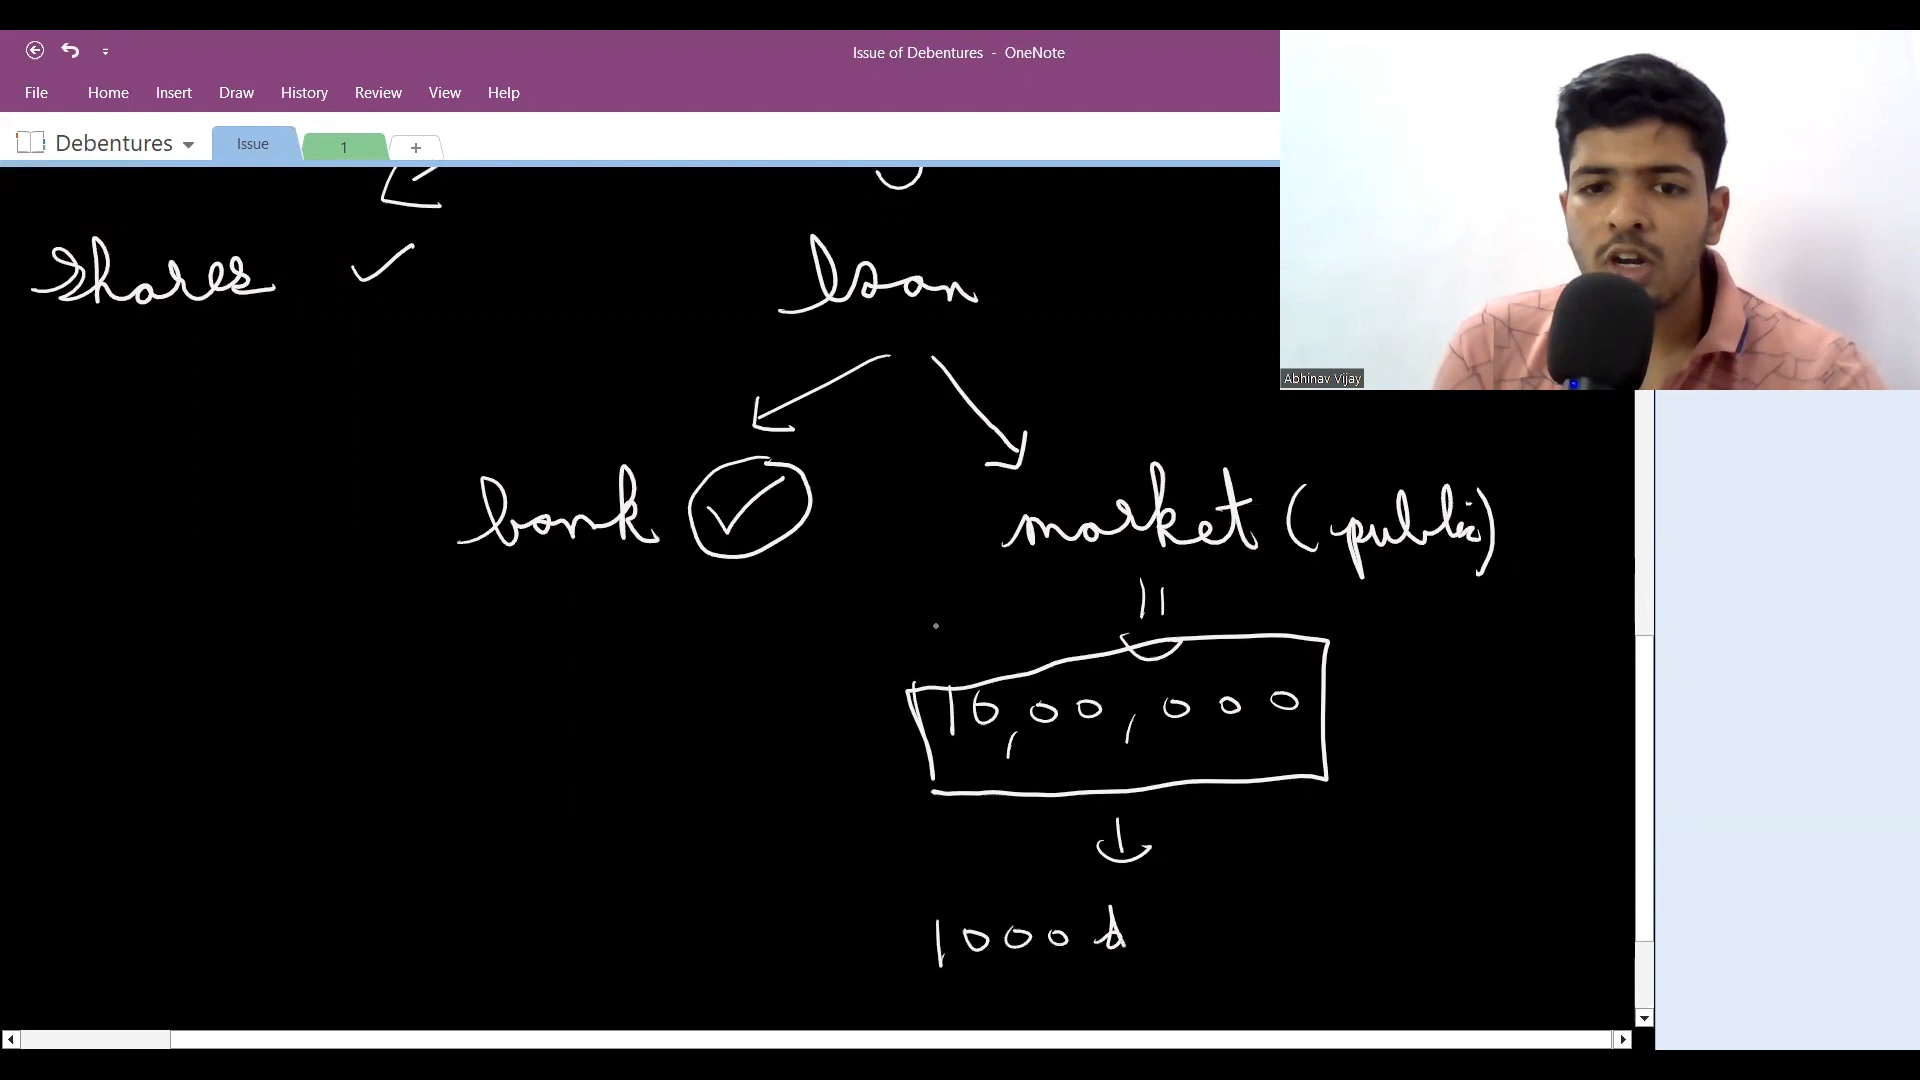 Issue of Debentures - OneNote
File Home Insert Draw History Review View Help
Debentures Issue 1 +
Abhinav Vijay
shares loan
bank market (public)
10,00,000
1000 d